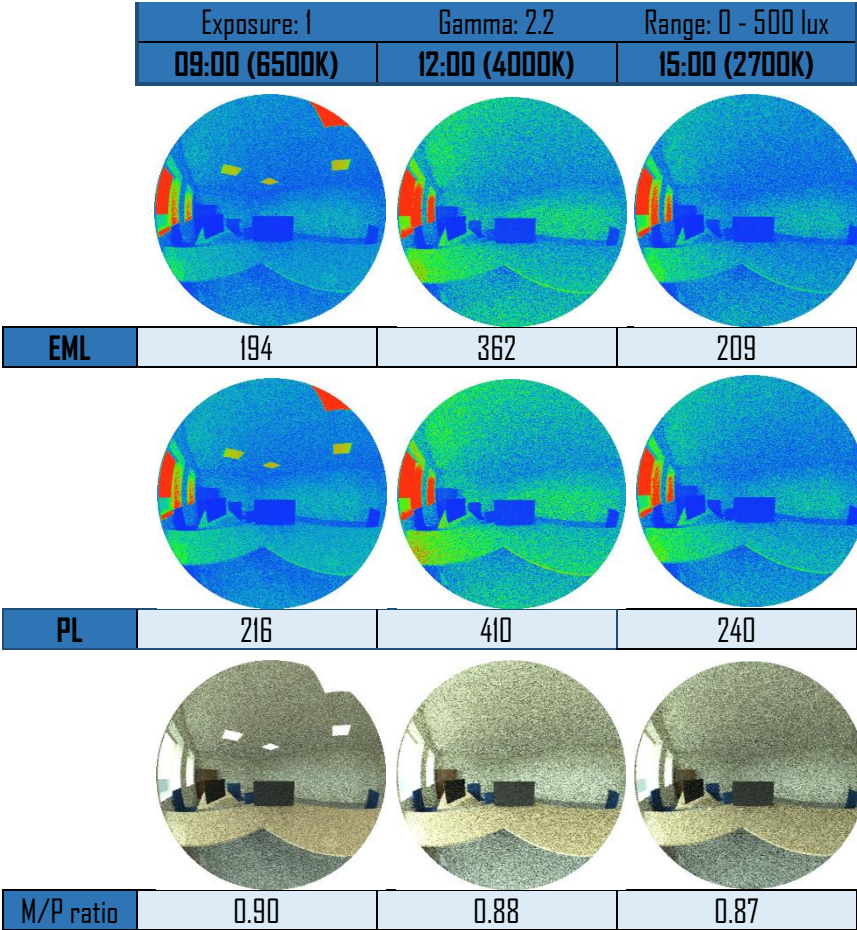 Exposure: 1 Gamma: 2.2 Range: 0 - 500 lux
09:00 (6500K) 12:00 (4000K) 15:00 (2700K)
EML 194 362 209
PL 216 410 240
M/P ratio 0.90 0.88 0.87